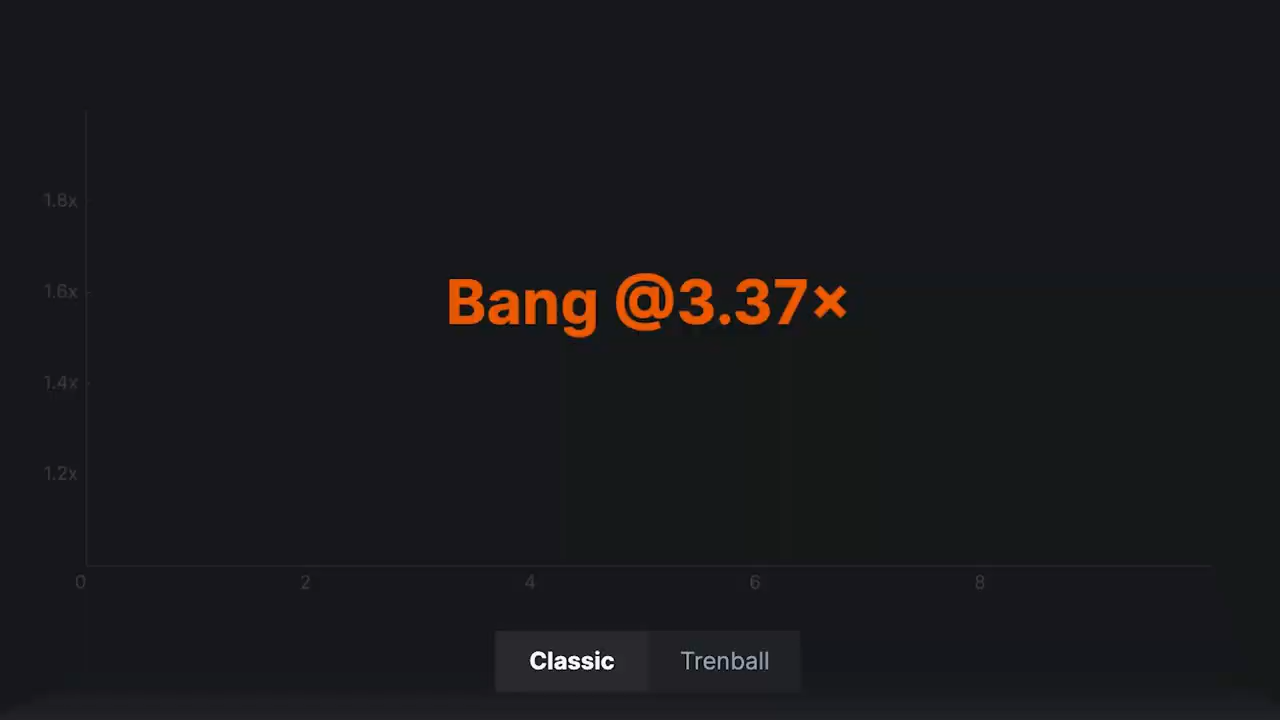 1.8x
Bang @3.37×
1.6x
1.4x
1.2x
0 2 4 6 8
Classic Trenball